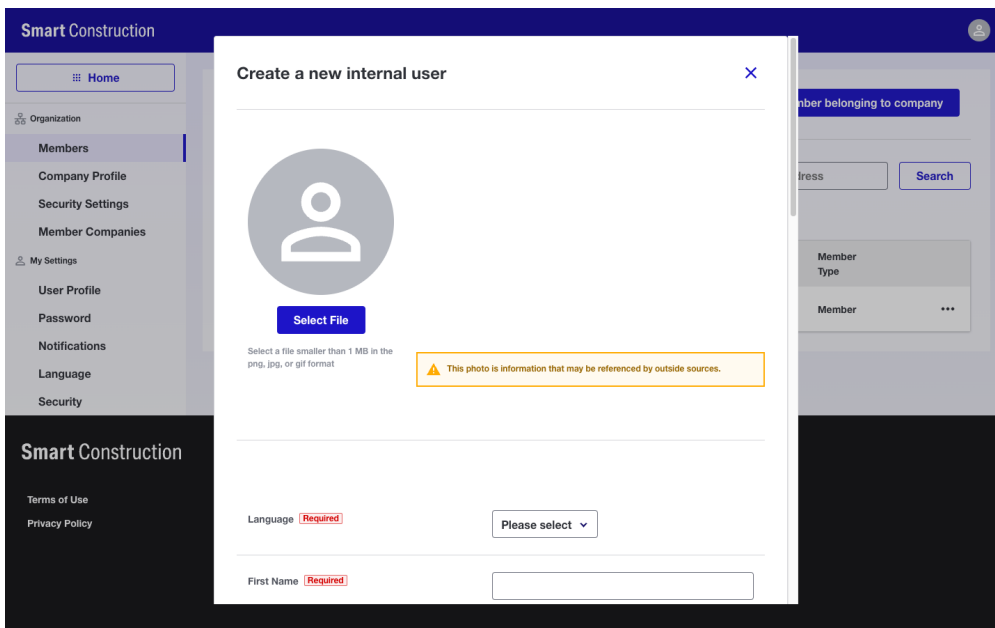 Smart Construction
Home
Organization
Members
Company Profile
Security Settings
Member Companies
My Settings
User Profile
Password
Notifications
Language
Security
Create a new internal user
Select File
Select a file smaller than 1 MB in the
png, jpg, or gif format
This photo is information that may be referenced by outside sources.
Language Required
Please select
First Name Required
belonging to company
Search
Member
Type
Member
Smart Construction
Terms of Use
Privacy Policy